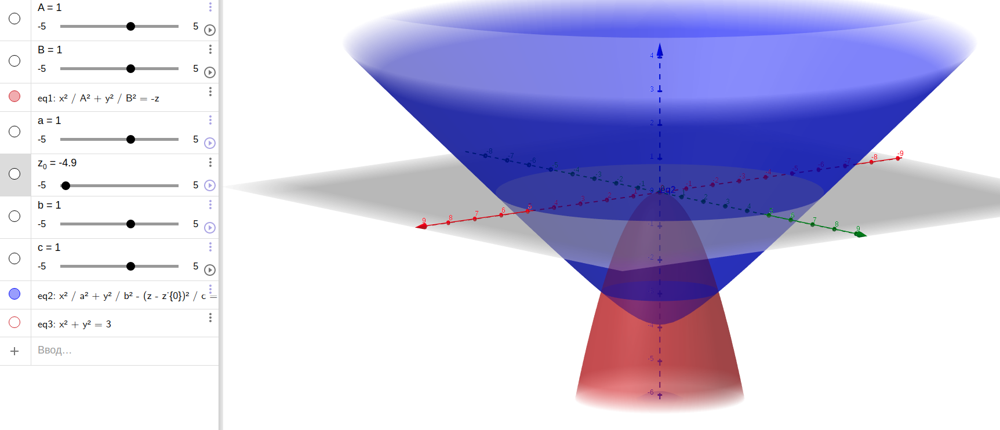 A = 1
-5 5
B = 1
-5 5
eq1: x² / A² + y² / B² = -z
a = 1
-5 5
z₀ = -4.9
-5 5
b = 1
-5 5
c = 1
-5 5
eq2: x² / a² + y² / b² - (z - z˙{0})² / c =
eq3: x² + y² = 3
Ввод…
4
3
2
1
-8 -7 -6 -5 -4 -3 -2 -1
-9 -8 -7 -6 -5 -4 -3 -2 -1
eq2
9 8 7 6 5 4 3 2 1
1 2 3 4 5 6 7 8 9
-1
-2
-3
-4
-5
-6